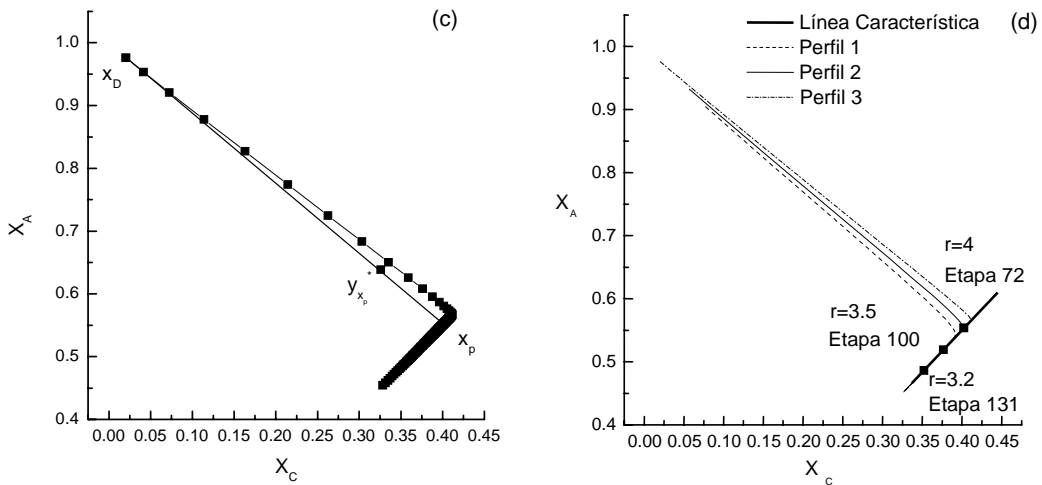 (c)
1.0
0.9
0.8
0.7
0.6
0.5
0.4
X_A
x_D
y*_{x_p}
x_p
0.00 0.05 0.10 0.15 0.20 0.25 0.30 0.35 0.40 0.45
X_C
(d)
Línea Característica
Perfil 1
Perfil 2
Perfil 3
1.0
0.9
0.8
0.7
0.6
0.5
0.4
X_A
r=4
Etapa 72
r=3.5
Etapa 100
r=3.2
Etapa 131
0.00 0.05 0.10 0.15 0.20 0.25 0.30 0.35 0.40 0.45
X_C